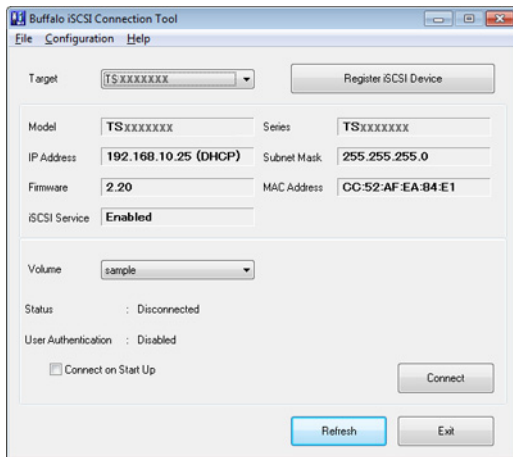 Buffalo iSCSI Connection Tool
File Configuration Help
Target TSXXXXXXX Register iSCSI Device
Model TSxxxxxxx Series TSxxxxxxx
IP Address 192.168.10.25 (DHCP) Subnet Mask 255.255.255.0
Firmware 2.20 MAC Address CC:52:AF:EA:84:E1
iSCSI Service Enabled
Volume sample
Status : Disconnected
User Authentication : Disabled
Connect on Start Up
Connect
Refresh Exit